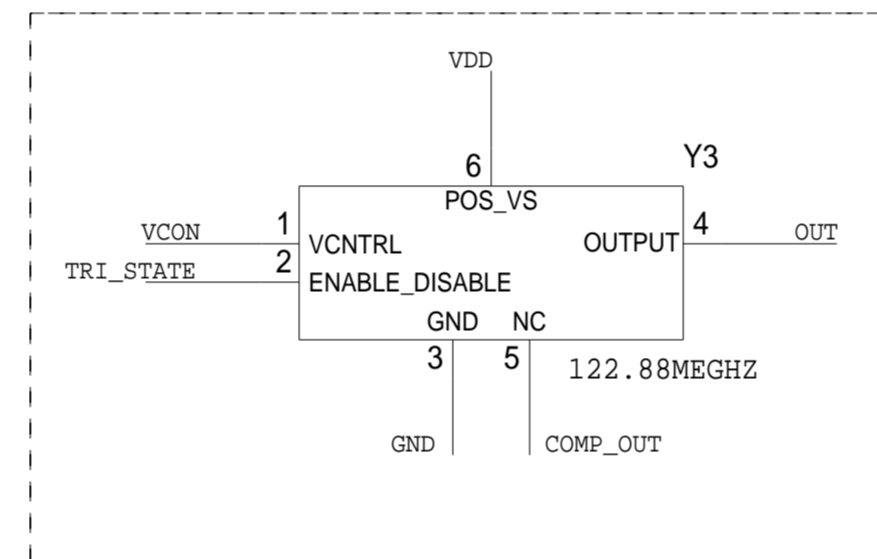 VDD
6
Y3
POS_VS
VCON
1
VCNTRL
OUTPUT
4
OUT
TRI_STATE
2
ENABLE_DISABLE
GND
NC
3
5
122.88MEGHZ
GND
COMP_OUT